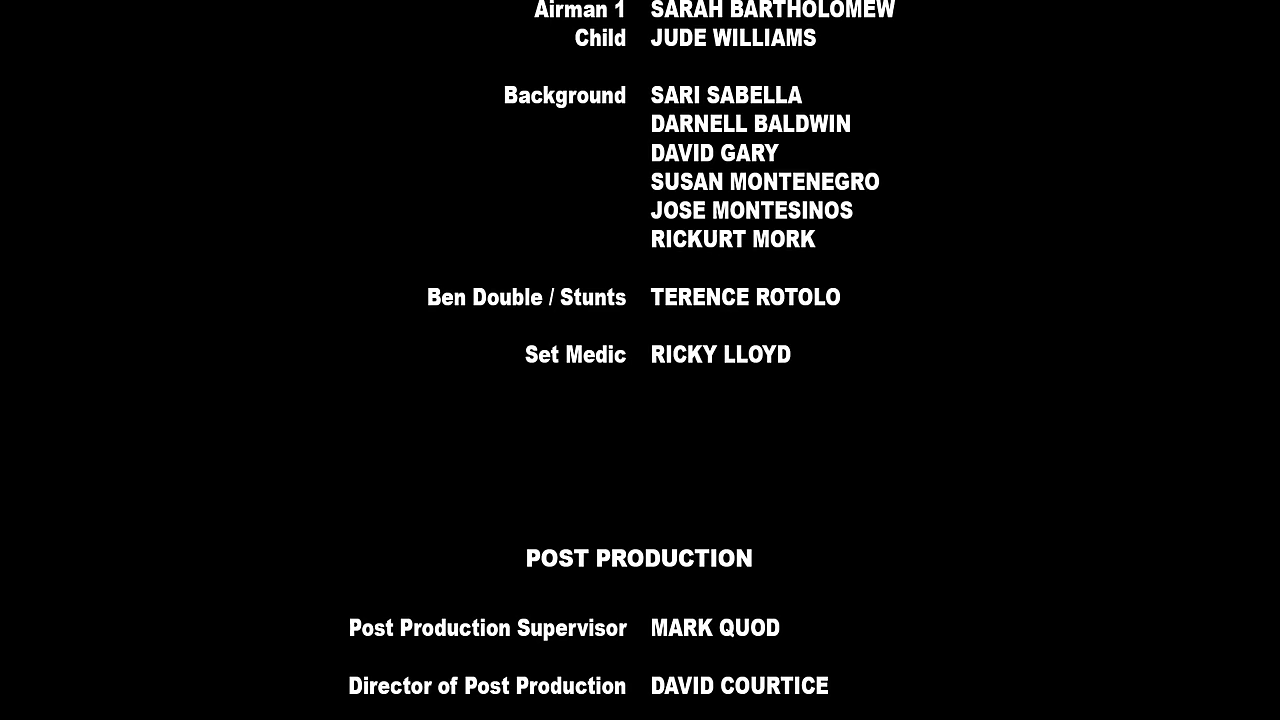 Airman 1 SARAH BARTHOLOMEW
Child JUDE WILLIAMS
Background SARI SABELLA
DARNELL BALDWIN
DAVID GARY
SUSAN MONTENEGRO
JOSE MONTESINOS
RICKURT MORK
Ben Double / Stunts TERENCE ROTOLO
Set Medic RICKY LLOYD
POST PRODUCTION
Post Production Supervisor MARK QUOD
Director of Post Production DAVID COURTICE